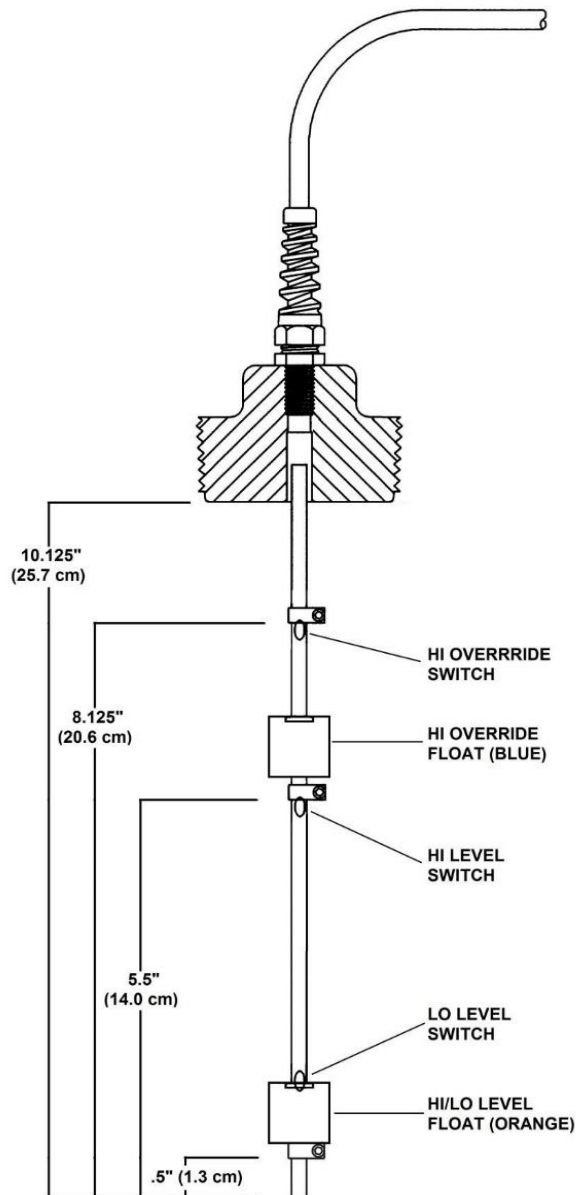 10.125"
(25.7 cm)
HI OVERRRIDE
SWITCH
8.125"
(20.6 cm)
HI OVERRIDE
FLOAT (BLUE)
HI LEVEL
SWITCH
5.5"
(14.0 cm)
LO LEVEL
SWITCH
HI/LO LEVEL
FLOAT (ORANGE)
.5" (1.3 cm)